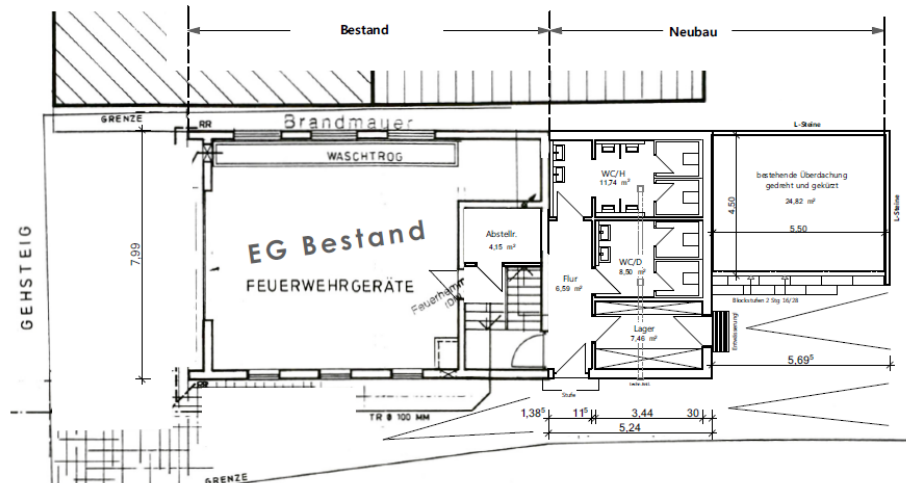 Bestand
Neubau
GRENZE
RR
Brandmauer
L-Steine
WASCHTROG
WC/H
11,74 m²
bestehende Überdachung
gedreht und gekürzt
24,82 m²
L-Steine
4,50
5,50
7,99
GEHSTEIG
EG Bestand
FEUERWEHRGERÄTE
Abstellr.
4,15 m²
WC/D
8,50 m²
Flur
6,59 m²
Blockstufen 2 Stg 16/28
Lager
7,46 m²
Entwässerung!
5,69⁵
Stufe
TR Ø 100 MM
1,38⁵
11⁵
3,44
30
5,24
GRENZE